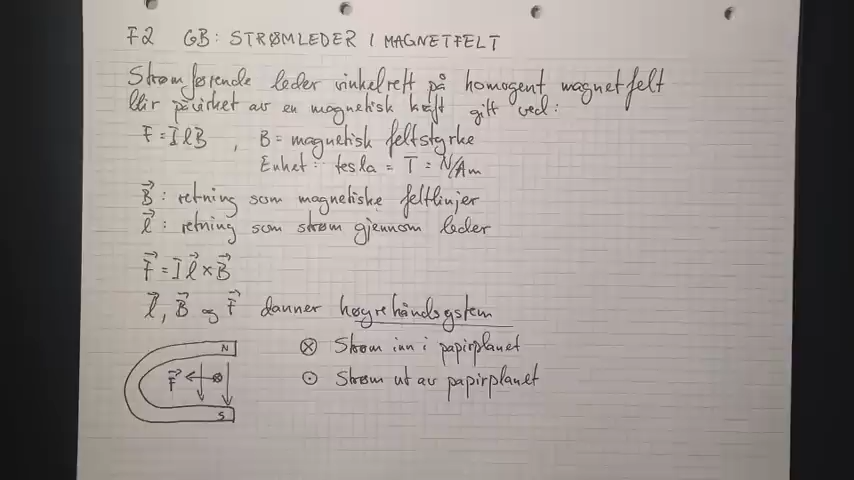 F2 6B: STRØMLEDER I MAGNETFELT
Strømførende leder vinkelrett på homogent magnetfelt
blir påvirket av en magnetisk kraft gitt ved:
F = IlB , B = magnetisk feltstyrke
Enhet: tesla = T = N/Am
B⃗: retning som magnetiske feltlinjer
l⃗: retning som strøm gjennom leder
F⃗ = I l⃗ × B⃗
l⃗, B⃗ og F⃗ danner høyrehåndsystem
N
⊗ Strøm inn i papirplanet
F⃗
⊙ Strøm ut av papirplanet
S